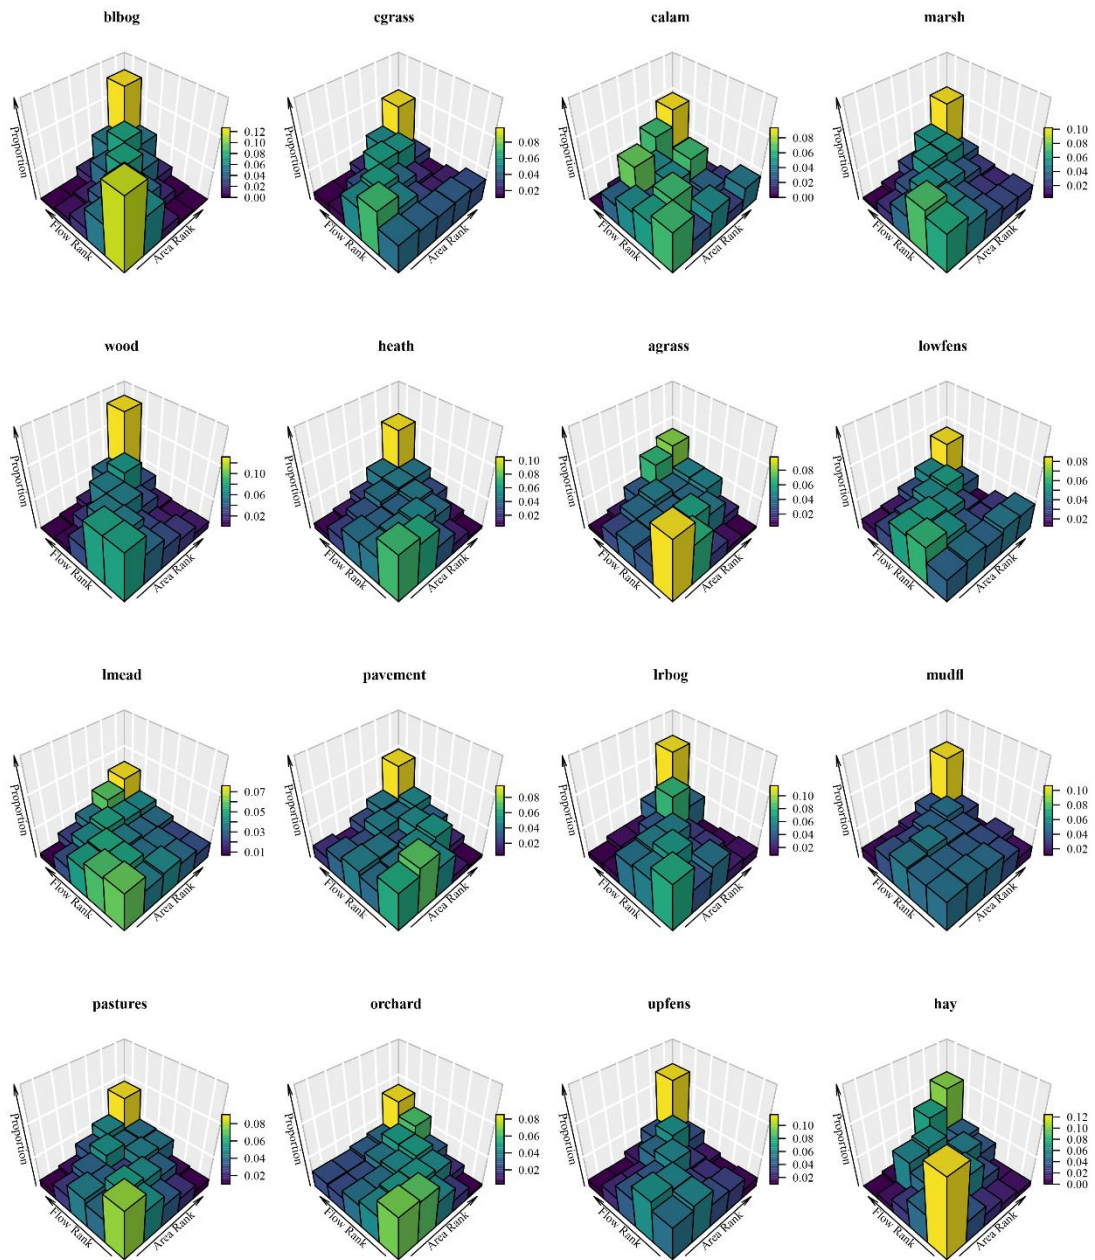 blbog cgrass calam marsh
Proportion Flow Rank Area Rank 0.12 0.10 0.08 0.06 0.04 0.02 0.00
Proportion Flow Rank Area Rank 0.08 0.06 0.04 0.02
Proportion Flow Rank Area Rank 0.08 0.06 0.04 0.02 0.00
Proportion Flow Rank Area Rank 0.10 0.08 0.06 0.04 0.02
wood heath agrass lowfens
Proportion Flow Rank Area Rank 0.10 0.06 0.02
Proportion Flow Rank Area Rank 0.10 0.08 0.06 0.04 0.02
Proportion Flow Rank Area Rank 0.08 0.06 0.04 0.02
Proportion Flow Rank Area Rank 0.08 0.06 0.04 0.02
lmead pavement lrbog mudfl
Proportion Flow Rank Area Rank 0.07 0.05 0.03 0.01
Proportion Flow Rank Area Rank 0.08 0.06 0.04 0.02
Proportion Flow Rank Area Rank 0.10 0.08 0.06 0.04 0.02
Proportion Flow Rank Area Rank 0.10 0.08 0.06 0.04 0.02
pastures orchard upfens hay
Proportion Flow Rank Area Rank 0.08 0.06 0.04 0.02
Proportion Flow Rank Area Rank 0.08 0.06 0.04 0.02
Proportion Flow Rank Area Rank 0.10 0.08 0.06 0.04 0.02
Proportion Flow Rank Area Rank 0.12 0.10 0.08 0.06 0.04 0.02 0.00